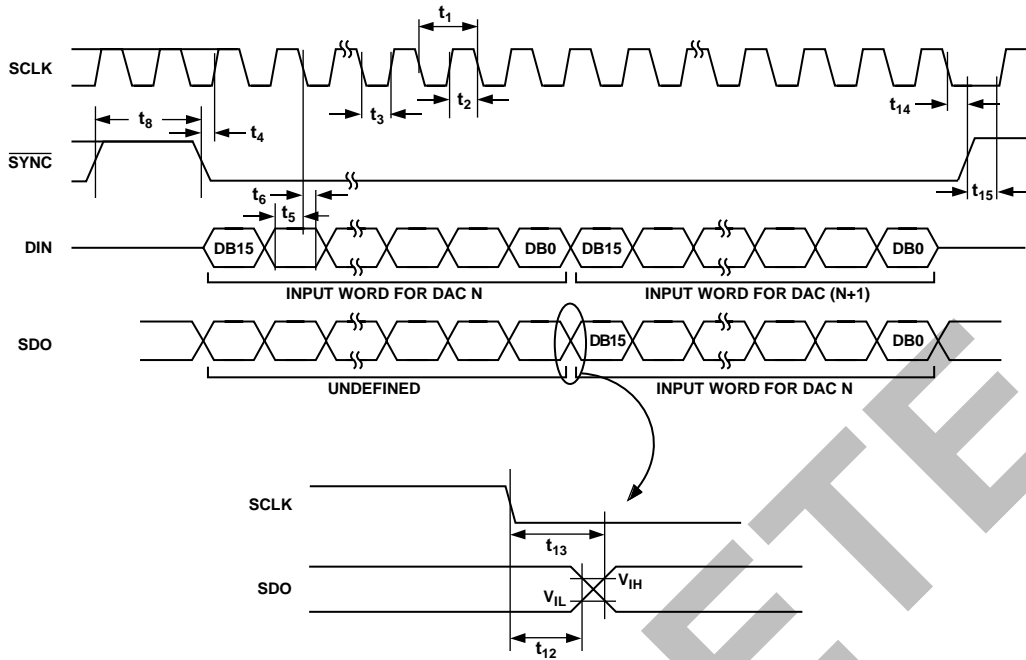 t1
SCLK
t3
t2
t14
t8
t4
SYNC
t6
t15
t5
DIN
DB15
DB0
DB15
DB0
INPUT WORD FOR DAC N
INPUT WORD FOR DAC (N+1)
SDO
DB15
DB0
UNDEFINED
INPUT WORD FOR DAC N
SCLK
t13
SDO
VIH
VIL
t12
ETE